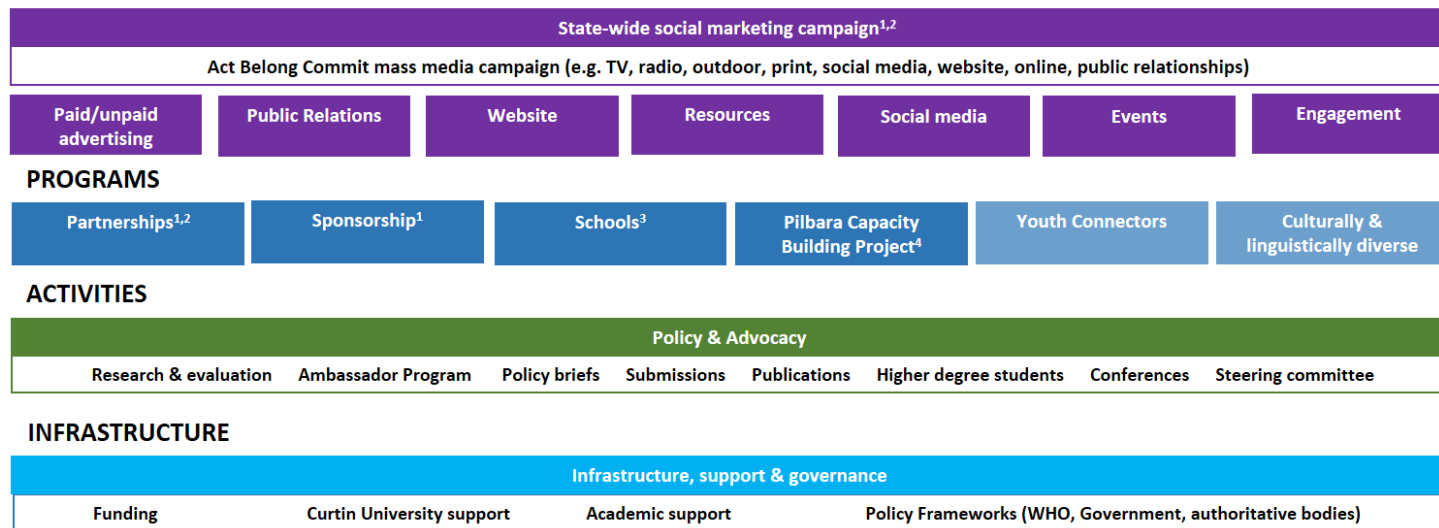 State-wide social marketing campaign1,2
Act Belong Commit mass media campaign (e.g. TV, radio, outdoor, print, social media, website, online, public relationships)
Paid/unpaid
advertising
Public Relations
Website
Resources
Social media
Events
Engagement
PROGRAMS
Partnerships1,2
Sponsorship1
Schools3
Pilbara Capacity
Building Project4
Youth Connectors
Culturally &
linguistically diverse
ACTIVITIES
Policy & Advocacy
Research & evaluation Ambassador Program Policy briefs Submissions Publications Higher degree students Conferences Steering committee
INFRASTRUCTURE
Infrastructure, support & governance
Funding Curtin University support Academic support Policy Frameworks (WHO, Government, authoritative bodies)